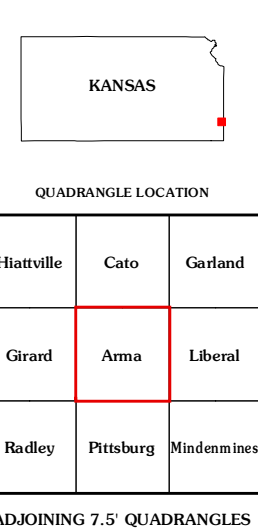 KANSAS
QUADRANGLE LOCATION
Hiattville Cato Garland
Girard Arma Liberal
Radley Pittsburg Mindenmines
ADJOINING 7.5' QUADRANGLES